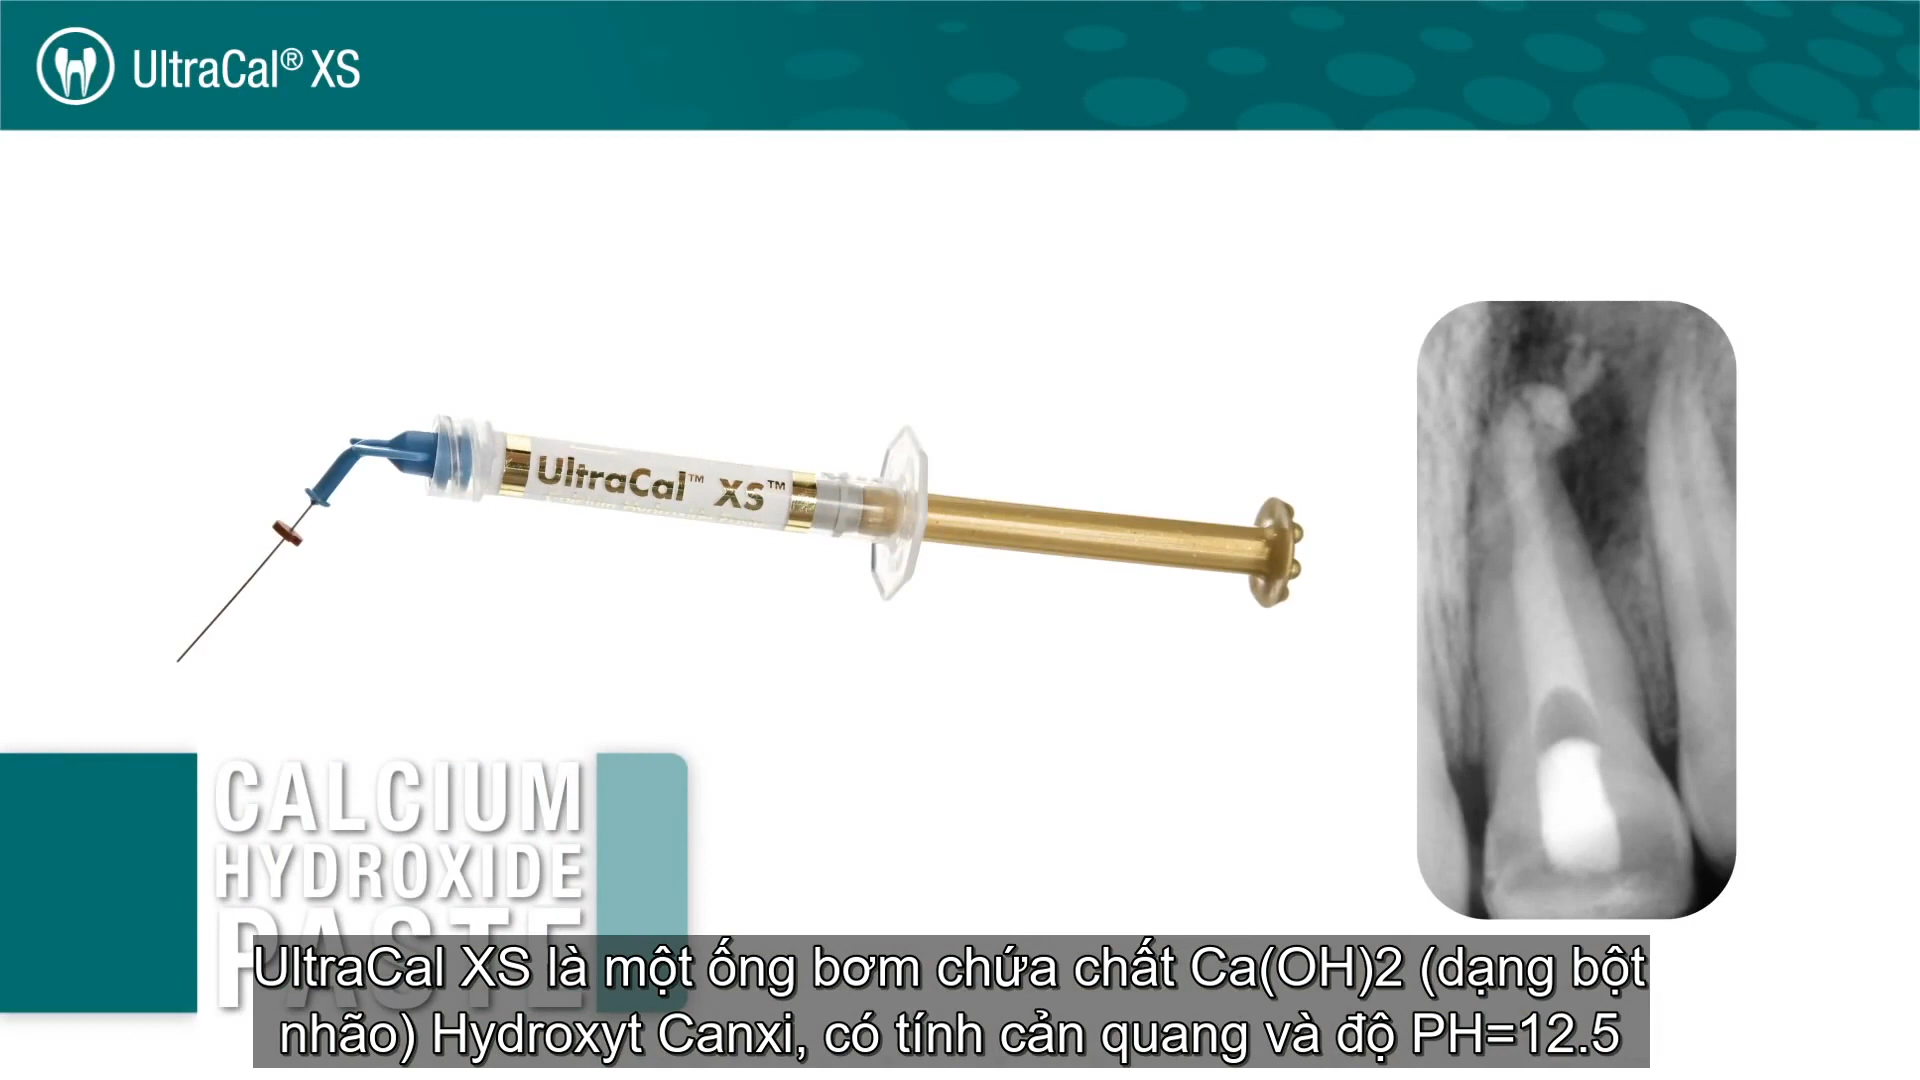 UltraCal® XS
UltraCal™ XS™
CALCIUM
HYDROXIDE
PASTE
UltraCal XS là một ống bơm chứa chất Ca(OH)2 (dạng bột
nhão) Hydroxyt Canxi, có tính cản quang và độ PH=12.5